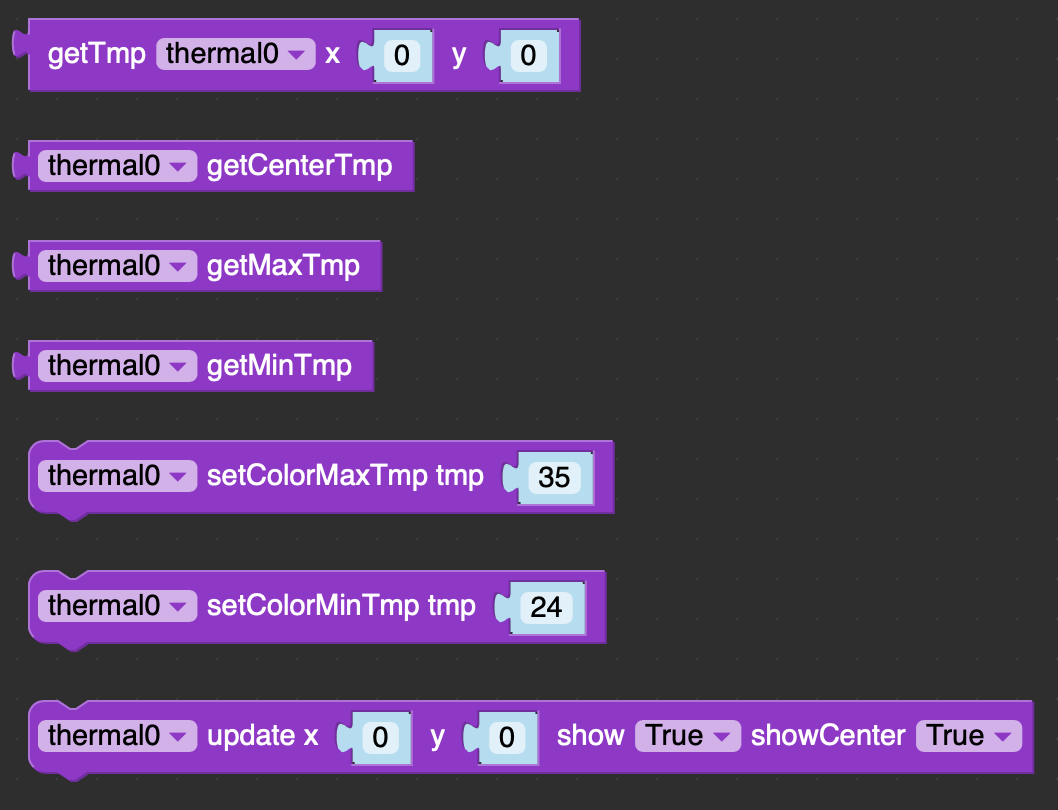 getTmp thermal0 x 0 y 0
thermal0 getCenterTmp
thermal0 getMaxTmp
thermal0 getMinTmp
thermal0 setColorMaxTmp tmp 35
thermal0 setColorMinTmp tmp 24
thermal0 update x 0 y 0 show True showCenter True